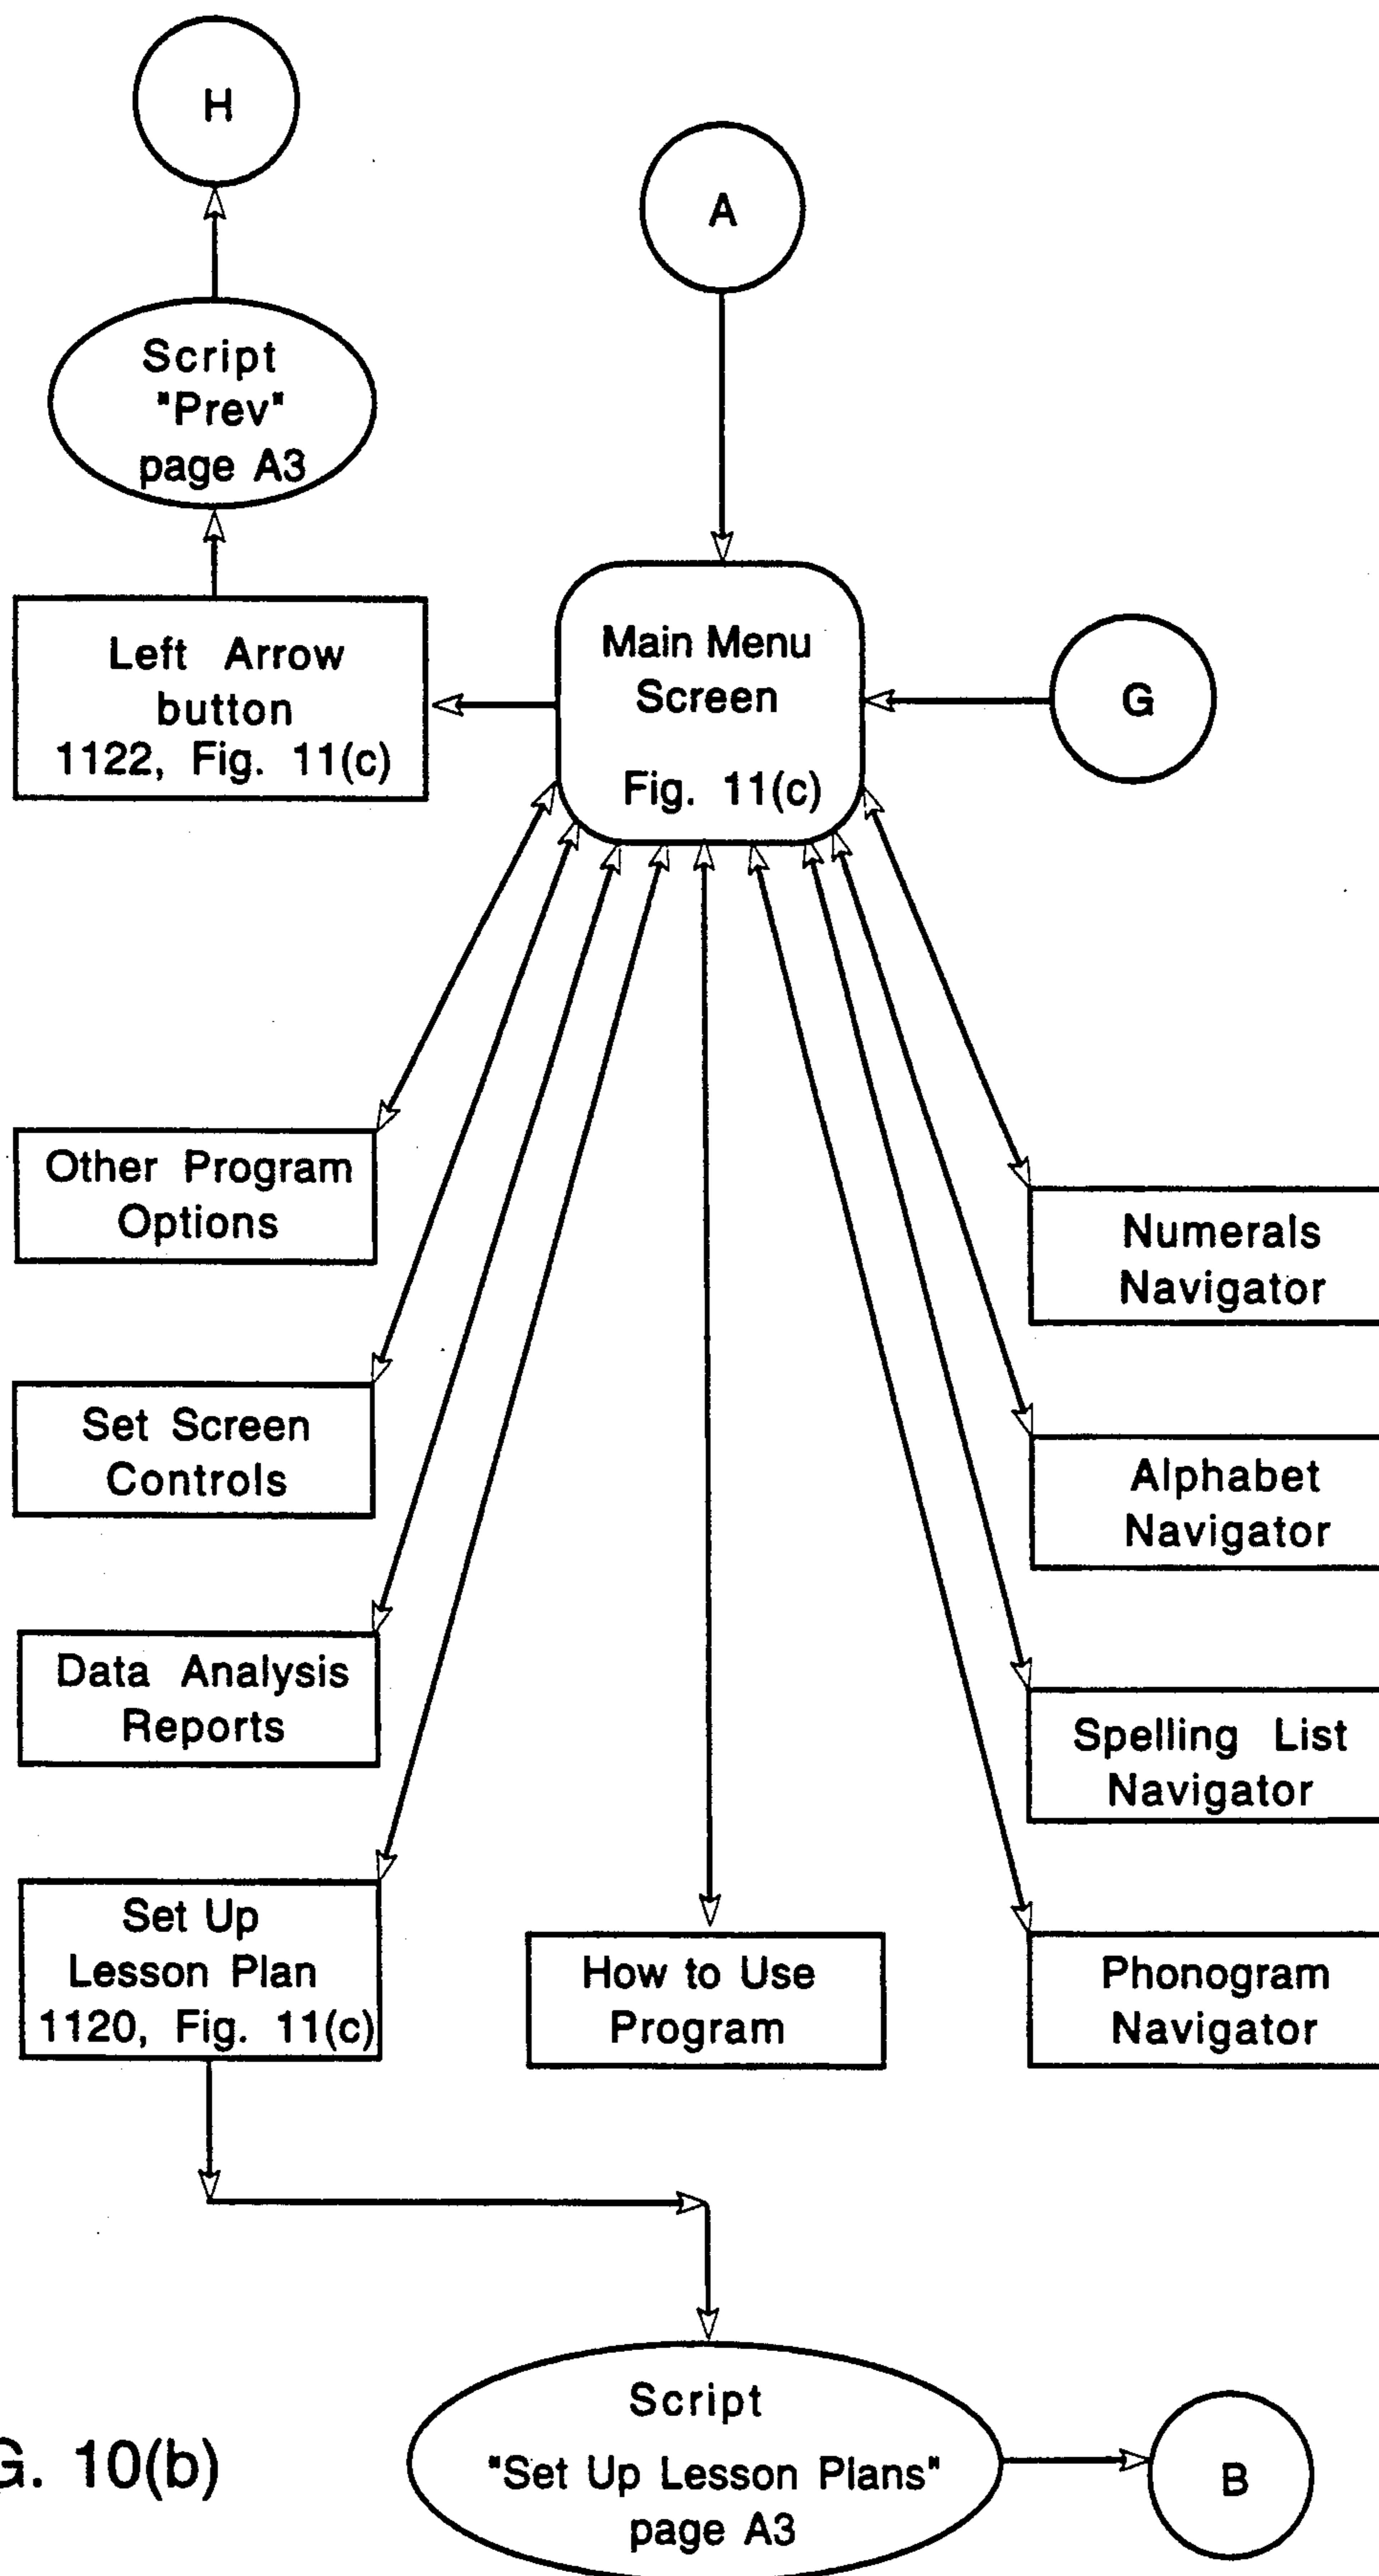 H
A
Script
"Prev"
page A3
Left Arrow
button
1122, Fig. 11(c)
Main Menu
Screen
Fig. 11(c)
G
Other Program
Options
Numerals
Navigator
Set Screen
Controls
Alphabet
Navigator
Data Analysis
Reports
Spelling List
Navigator
Set Up
Lesson Plan
1120, Fig. 11(c)
How to Use
Program
Phonogram
Navigator
Script
"Set Up Lesson Plans"
page A3
B
G. 10(b)